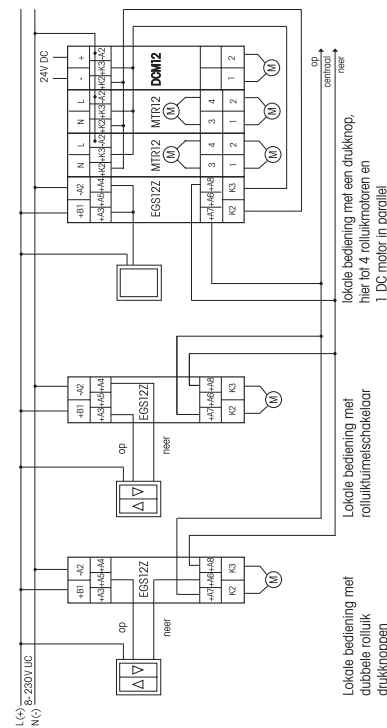 L(+)
8-230V UC
N(-)
24V DC
+B1 -A2
+B1 -A2
+B1 -A2
N L
N L
- +
+A3+A5+A4
+A3+A5+A4
+A3+A5+A4
+K2+K3-A2
+K2+K3-A2
+K2+K3-A2
op
op
EGS12Z
EGS12Z
EGS12Z
MTR12
MTR12
DCM12
neer
neer
M
M
+A7+A6+A8
+A7+A6+A8
+A7+A6+A8
3 4
3 4
K2 K3
K2 K3
K2 K3
1 2
1 2
1 2
M
M
M
M
M
op
centraal
neer
Lokale bediening met
dubbele rolluik
drukknoppen
Lokale bediening met
rolluiktuimelschakelaar
lokale bediening met een drukknop,
hier tot 4 rolluikmotoren en
1 DC motor in parallel